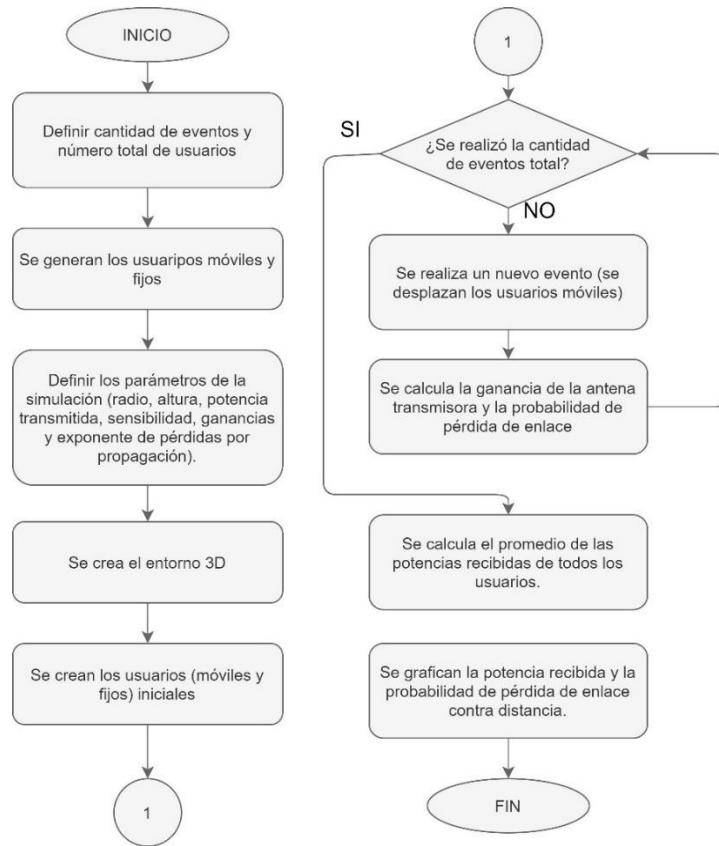 INICIO
Definir cantidad de eventos y
número total de usuarios
Se generan los usuaripos móviles y
fijos
Definir los parámetros de la
simulación (radio, altura, potencia
transmitida, sensibilidad, ganancias
y exponente de pérdidas por
propagación).
Se crea el entorno 3D
Se crean los usuarios (móviles y
fijos) iniciales
1
1
¿Se realizó la cantidad
de eventos total?
SI
NO
Se realiza un nuevo evento (se
desplazan los usuarios móviles)
Se calcula la ganancia de la antena
transmisora y la probabilidad de
pérdida de enlace
Se calcula el promedio de las
potencias recibidas de todos los
usuarios.
Se grafican la potencia recibida y la
probabilidad de pérdida de enlace
contra distancia.
FIN